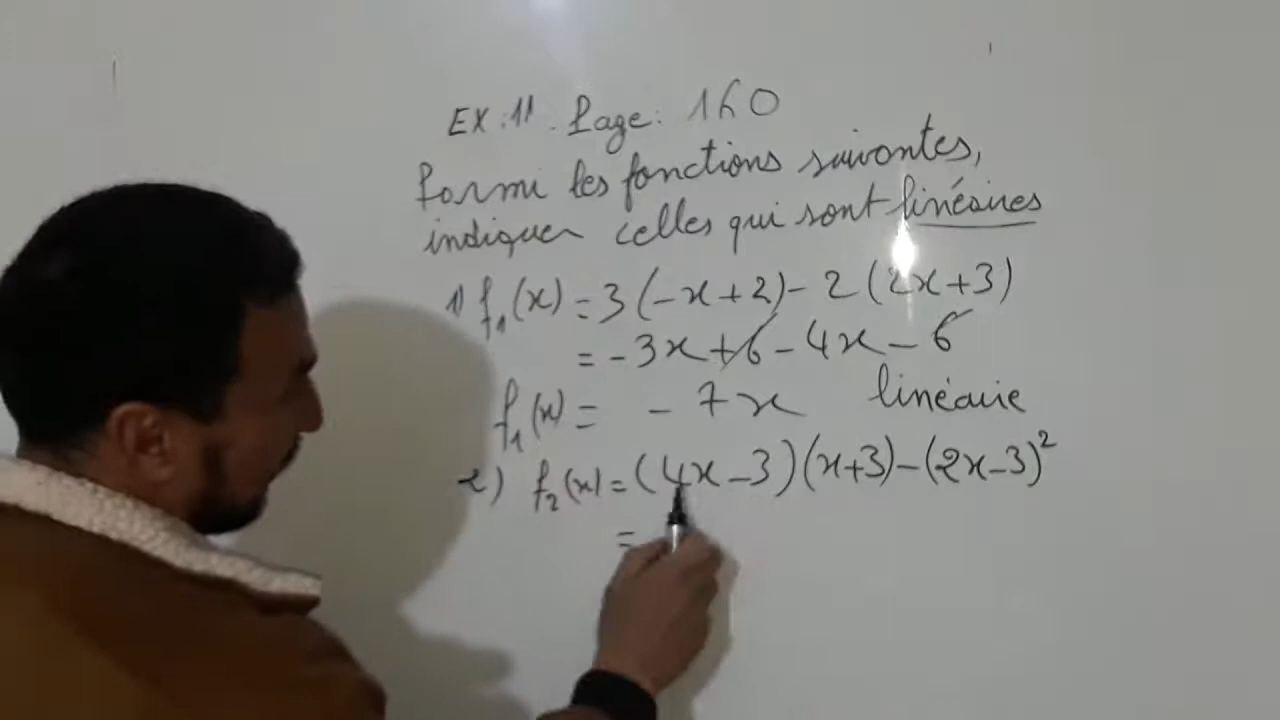 EX:11. Page: 160
Parmi les fonctions suivantes,
indiquer celles qui sont linéaires
1) f₁(x) = 3(-x+2)-2(2x+3)
= -3x+6-4x-6
f₁(x) = -7x linéaire
2) f₂(x) = (4x-3)(x+3)-(2x-3)²
=